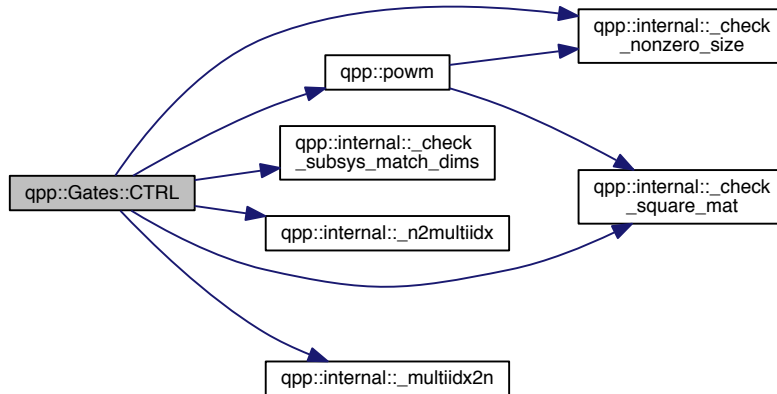 qpp::internal::_check
_nonzero_size
qpp::powm
qpp::internal::_check
_subsys_match_dims
qpp::Gates::CTRL
qpp::internal::_check
_square_mat
qpp::internal::_n2multiidx
qpp::internal::_multiidx2n